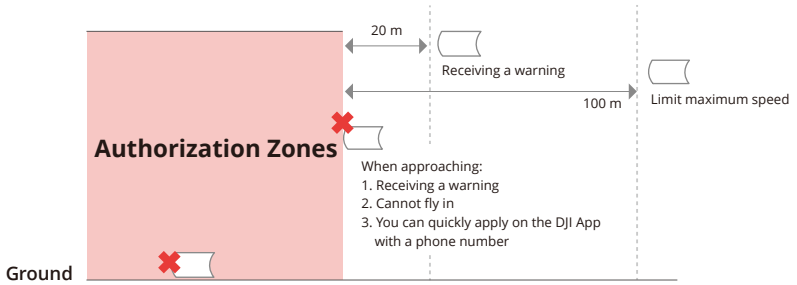 20 m
Receiving a warning
100 m
Limit maximum speed
Authorization Zones
When approaching:
1. Receiving a warning
2. Cannot fly in
3. You can quickly apply on the DJI App
with a phone number
Ground